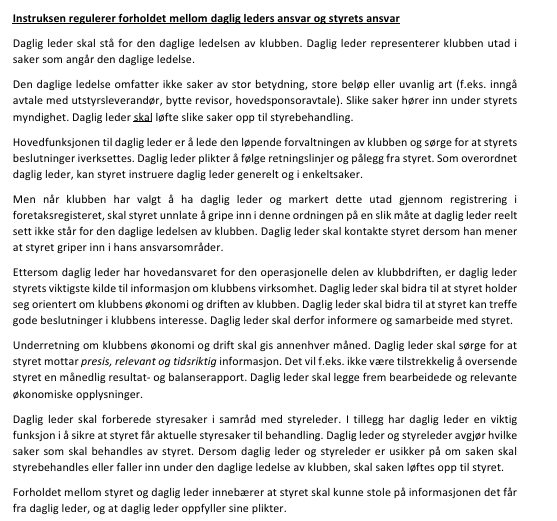 Instruksen regulerer forholdet mellom daglig leders ansvar og styrets ansvar
Daglig leder skal stå for den daglige ledelsen av klubben. Daglig leder representerer klubben utad i
saker som angår den daglige ledelse.
Den daglige ledelse omfatter ikke saker av stor betydning, store beløp eller uvanlig art (f.eks. inngå
avtale med utstyrsleverandør, bytte revisor, hovedsponsoravtale). Slike saker hører inn under styrets
myndighet. Daglig leder skal løfte slike saker opp til styrebehandling.
Hovedfunksjonen til daglig leder er å lede den løpende forvaltningen av klubben og sørge for at styrets
beslutninger iverksettes. Daglig leder plikter å følge retningslinjer og pålegg fra styret. Som overordnet
daglig leder, kan styret instruere daglig leder generelt og i enkeltsaker.
Men når klubben har valgt å ha daglig leder og markert dette utad gjennom registrering i
foretaksregisteret, skal styret unnlate å gripe inn i denne ordningen på en slik måte at daglig leder reelt
sett ikke står for den daglige ledelsen av klubben. Daglig leder skal kontakte styret dersom han mener
at styret griper inn i hans ansvarsområder.
Ettersom daglig leder har hovedansvaret for den operasjonelle delen av klubbdriften, er daglig leder
styrets viktigste kilde til informasjon om klubbens virksomhet. Daglig leder skal bidra til at styret holder
seg orientert om klubbens økonomi og driften av klubben. Daglig leder skal bidra til at styret kan treffe
gode beslutninger i klubbens interesse. Daglig leder skal derfor informere og samarbeide med styret.
Underretning om klubbens økonomi og drift skal gis annenhver måned. Daglig leder skal sørge for at
styret mottar presis, relevant og tidsriktig informasjon. Det vil f.eks. ikke være tilstrekkelig å oversende
styret en månedlig resultat- og balanserapport. Daglig leder skal legge frem bearbeidede og relevante
økonomiske opplysninger.
Daglig leder skal forberede styresaker i samråd med styreleder. I tillegg har daglig leder en viktig
funksjon i å sikre at styret får aktuelle styresaker til behandling. Daglig leder og styreleder avgjør hvilke
saker som skal behandles av styret. Dersom daglig leder og styreleder er usikker på om saken skal
styrebehandles eller faller inn under den daglige ledelse av klubben, skal saken løftes opp til styret.
Forholdet mellom styret og daglig leder innebærer at styret skal kunne stole på informasjonen det får
fra daglig leder, og at daglig leder oppfyller sine plikter.